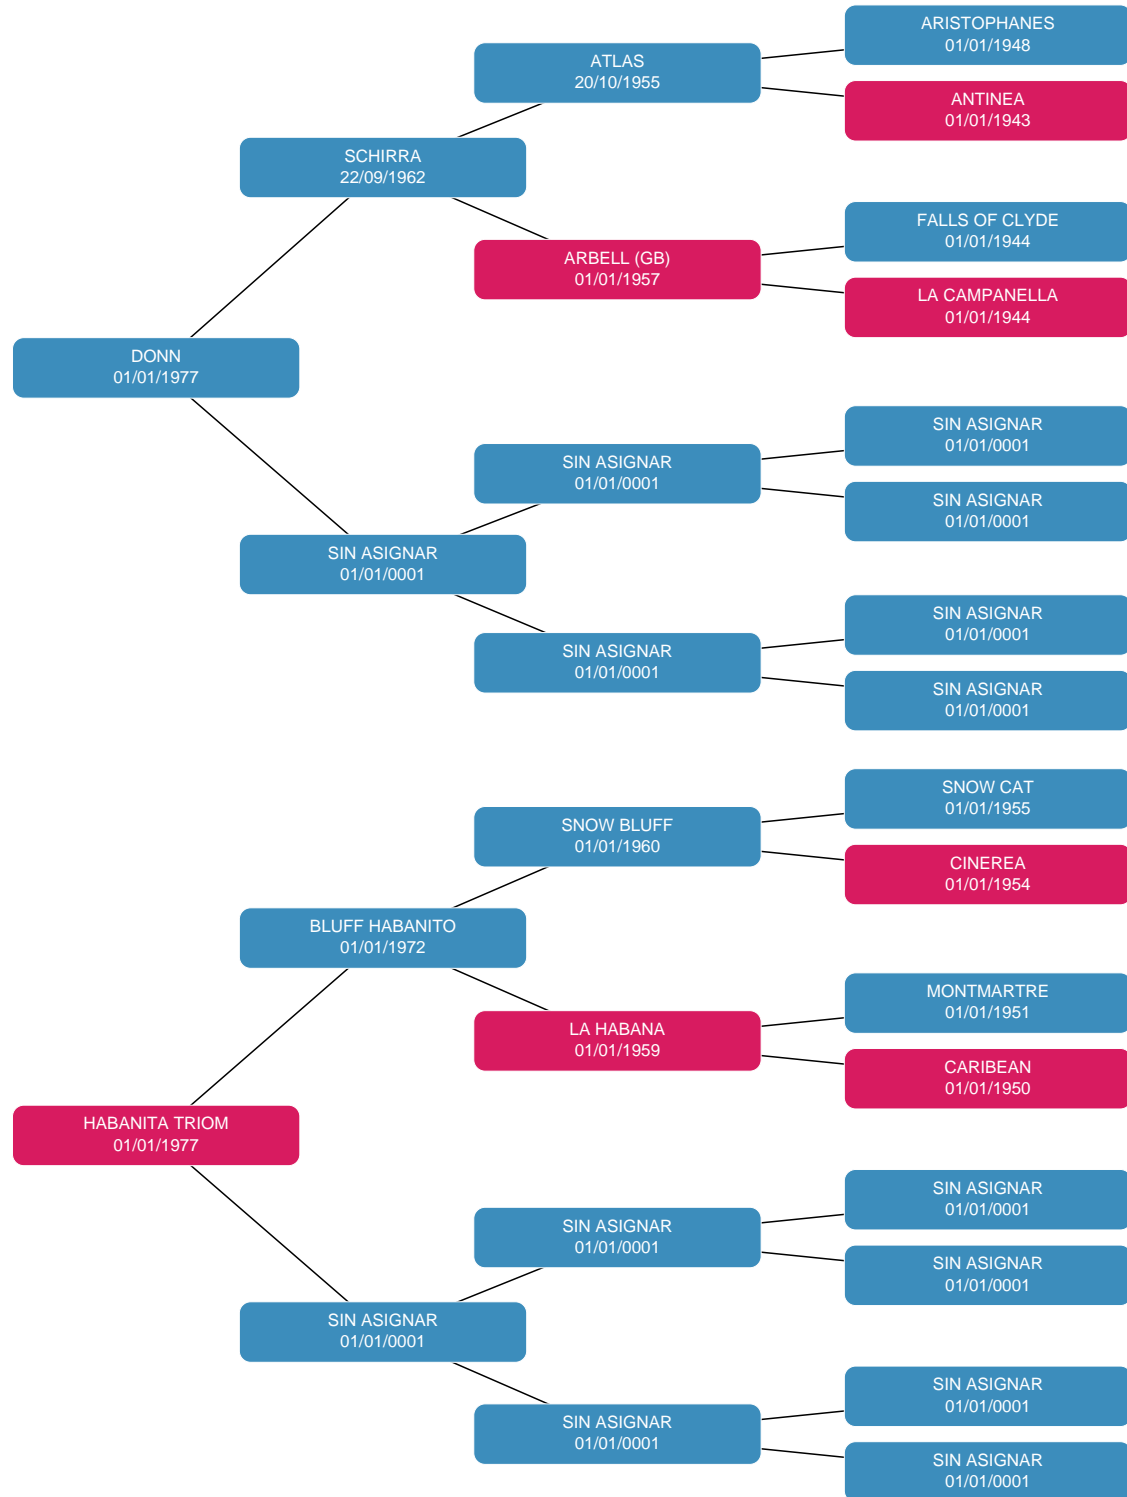 ARISTOPHANES
01/01/1948
ATLAS
20/10/1955
ANTINEA
01/01/1943
SCHIRRA
22/09/1962
FALLS OF CLYDE
01/01/1944
ARBELL (GB)
01/01/1957
LA CAMPANELLA
01/01/1944
DONN
01/01/1977
SIN ASIGNAR
01/01/0001
SIN ASIGNAR
01/01/0001
SIN ASIGNAR
01/01/0001
SIN ASIGNAR
01/01/0001
SIN ASIGNAR
01/01/0001
SIN ASIGNAR
01/01/0001
SIN ASIGNAR
01/01/0001
SNOW CAT
01/01/1955
SNOW BLUFF
01/01/1960
CINEREA
01/01/1954
BLUFF HABANITO
01/01/1972
MONTMARTRE
01/01/1951
LA HABANA
01/01/1959
CARIBEAN
01/01/1950
HABANITA TRIOM
01/01/1977
SIN ASIGNAR
01/01/0001
SIN ASIGNAR
01/01/0001
SIN ASIGNAR
01/01/0001
SIN ASIGNAR
01/01/0001
SIN ASIGNAR
01/01/0001
SIN ASIGNAR
01/01/0001
SIN ASIGNAR
01/01/0001